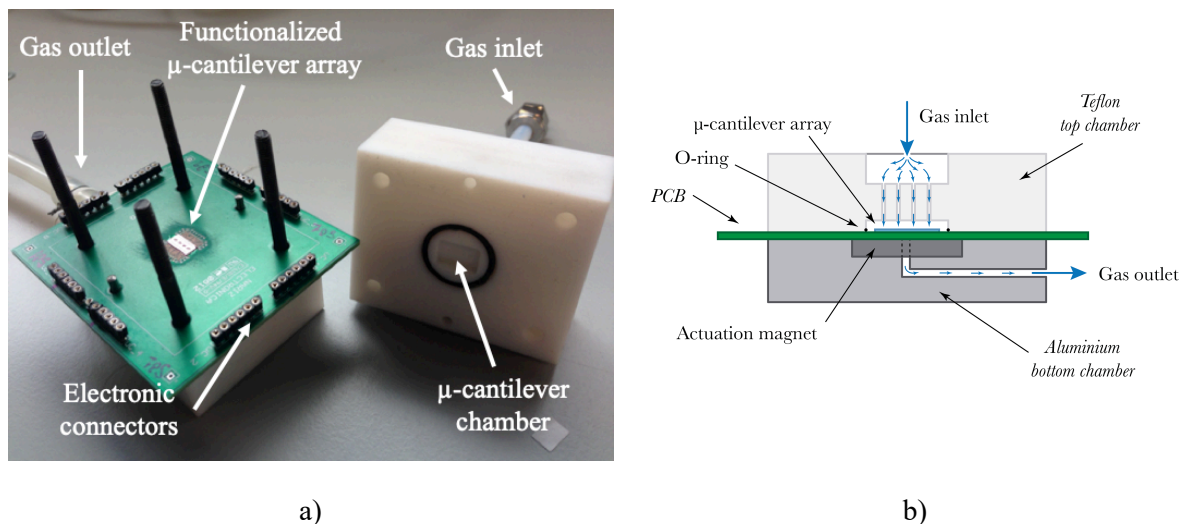 Gas outlet
Functionalized
μ-cantilever array
Gas inlet
Electronic
connectors
μ-cantilever
chamber
a)
Gas inlet
Teflon
top chamber
μ-cantilever array
O-ring
PCB
Gas outlet
Actuation magnet
Aluminium
bottom chamber
b)